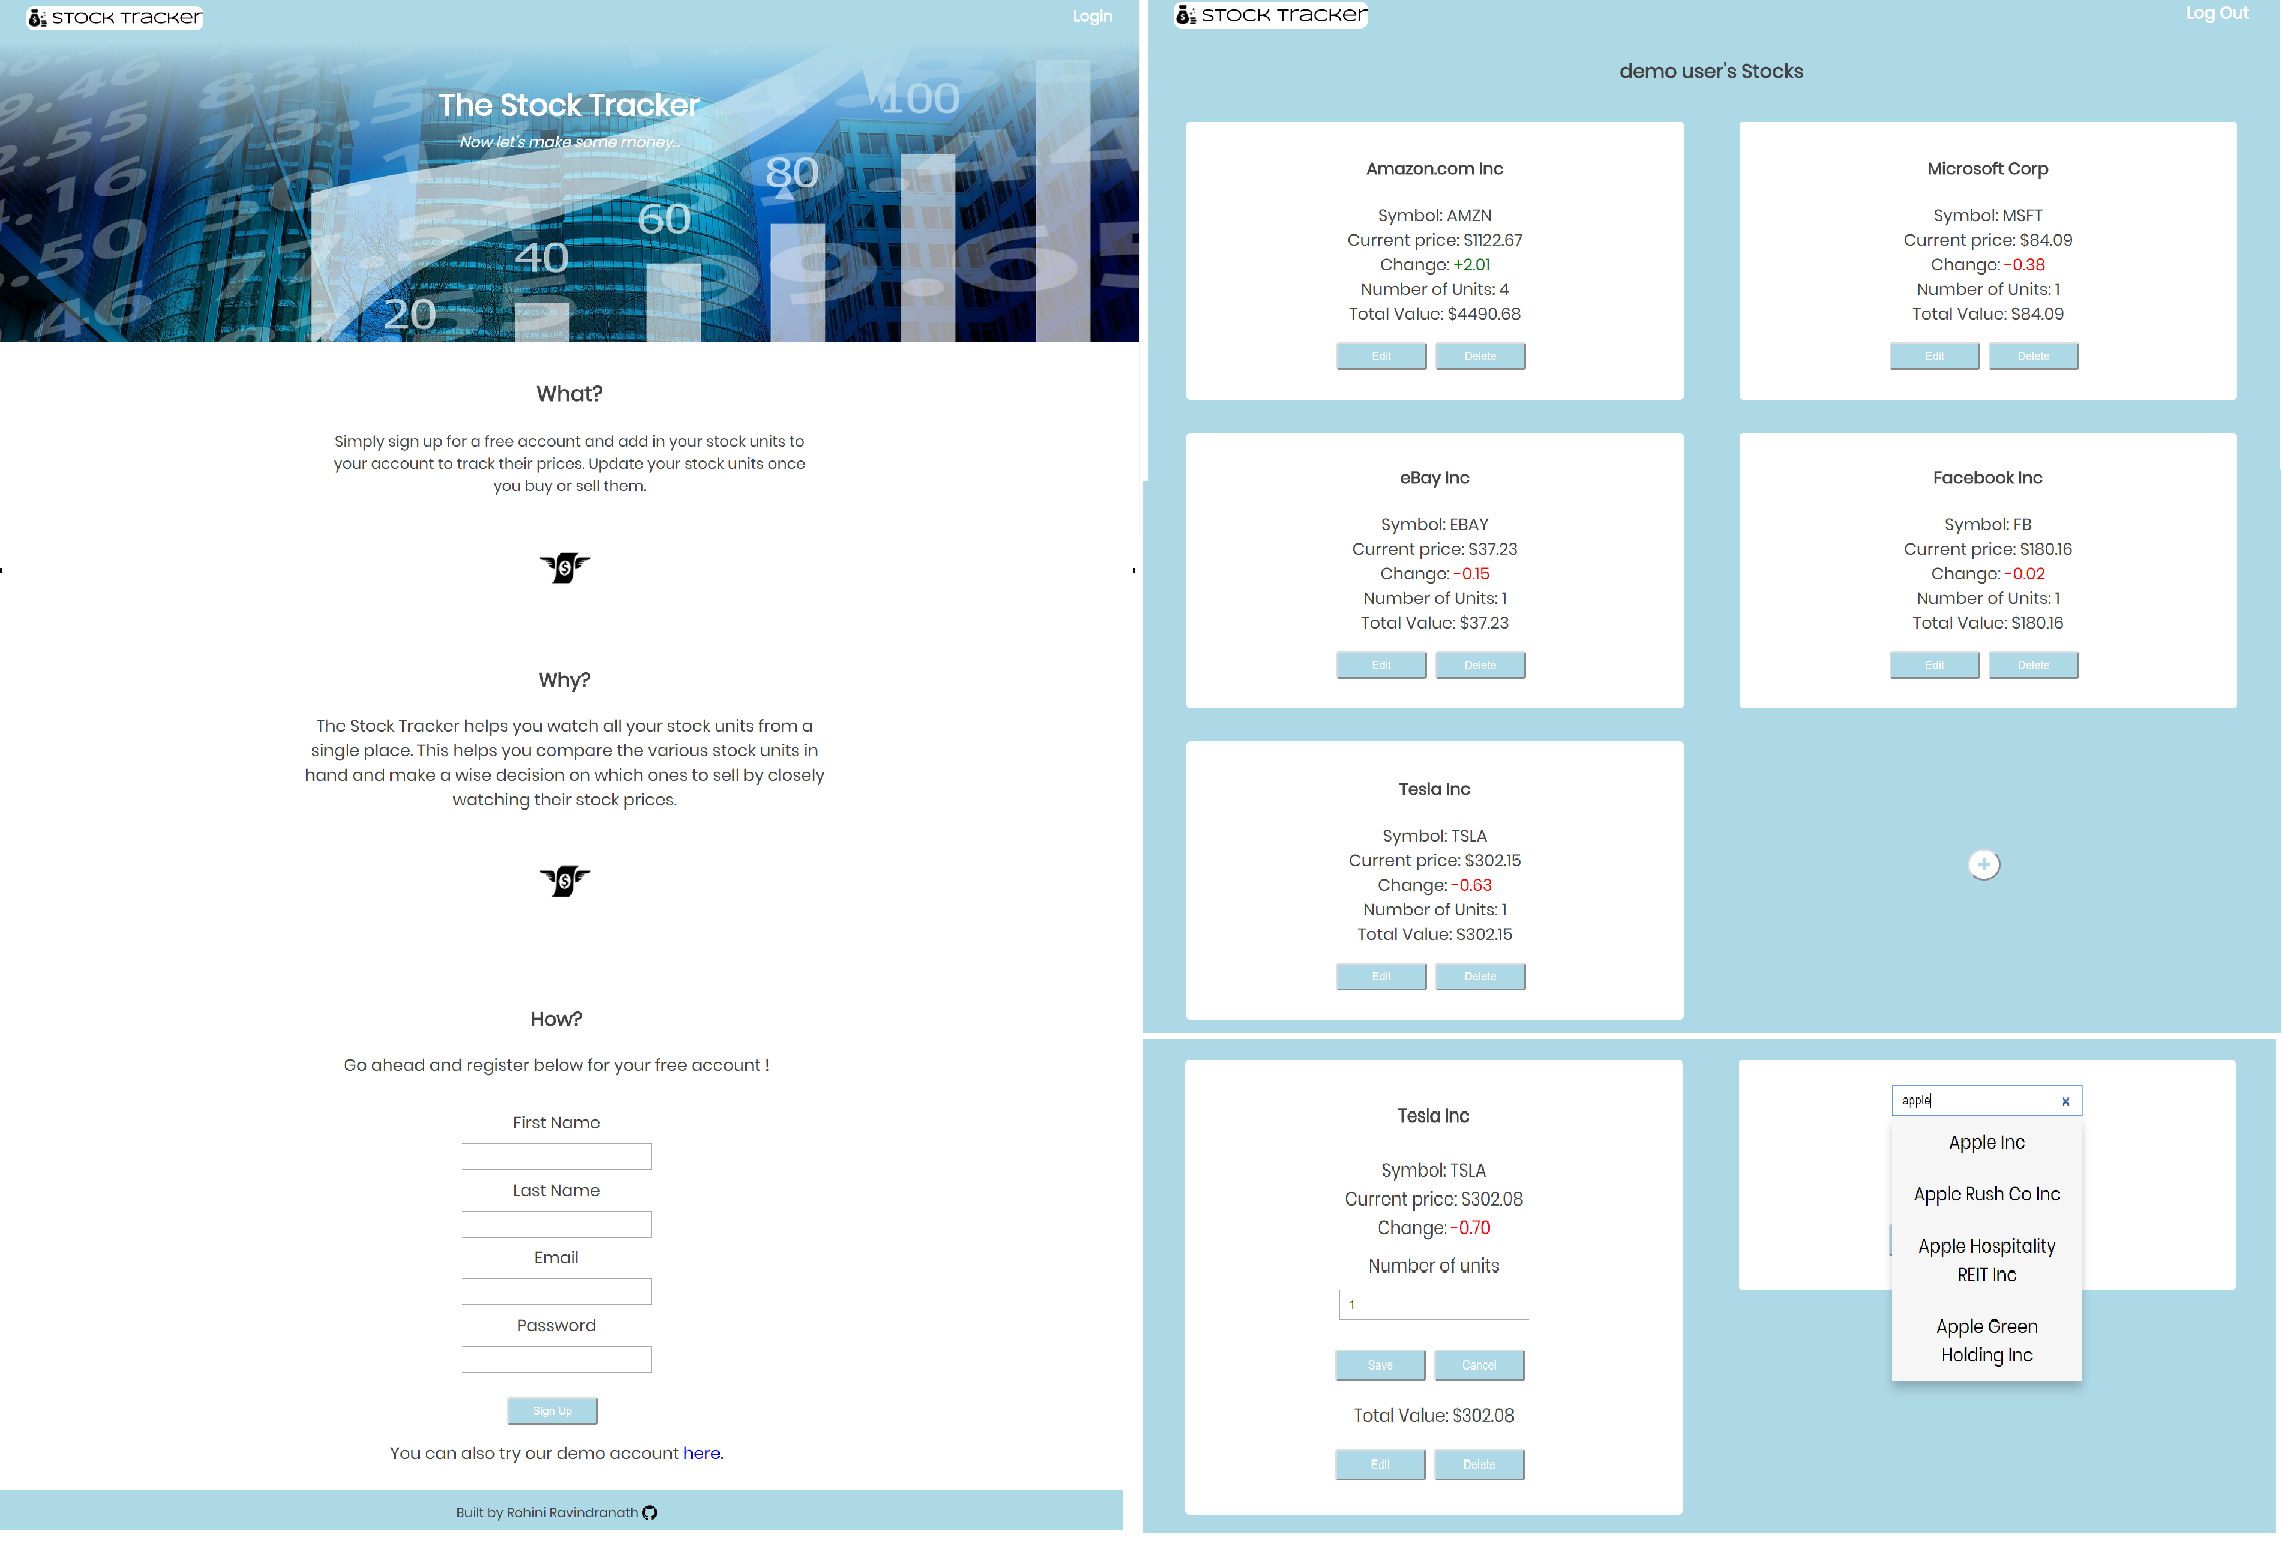 STOCK TRACKER
Login
The Stock Tracker
Now let's make some money...
20
40
60
80
100
What?
Simply sign up for a free account and add in your stock units to
your account to track their prices. Update your stock units once
you buy or sell them.
Why?
The Stock Tracker helps you watch all your stock units from a
single place. This helps you compare the various stock units in
hand and make a wise decision on which ones to sell by closely
watching their stock prices.
How?
Go ahead and register below for your free account !
First Name
Last Name
Email
Password
Sign Up
You can also try our demo account here.
Built by Rohini Ravindranath
STOCK TRACKER
Log Out
demo user's Stocks
Amazon.com Inc
Symbol: AMZN
Current price: $1122.67
Change: +2.01
Number of Units: 4
Total Value: $4490.68
Edit Delete
Microsoft Corp
Symbol: MSFT
Current price: $84.09
Change: -0.38
Number of Units: 1
Total Value: $84.09
Edit Delete
eBay Inc
Symbol: EBAY
Current price: $37.23
Change: -0.15
Number of Units: 1
Total Value: $37.23
Edit Delete
Facebook Inc
Symbol: FB
Current price: $180.16
Change: -0.02
Number of Units: 1
Total Value: $180.16
Edit Delete
Tesla Inc
Symbol: TSLA
Current price: $302.15
Change: -0.63
Number of Units: 1
Total Value: $302.15
Edit Delete
+
Tesla Inc
Symbol: TSLA
Current price: $302.08
Change: -0.70
Number of units
1
Save Cancel
Total Value: $302.08
Edit Delete
apple x
Apple Inc
Apple Rush Co Inc
Apple Hospitality
REIT Inc
Apple Green
Holding Inc